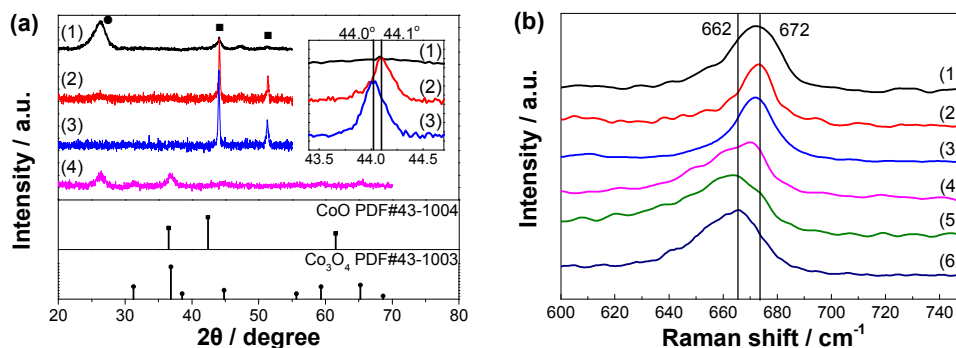 (a)
44.0° 44.1°
(1)
(1)
(2)
(2)
(3)
(3)
43.5 44.0 44.5
(4)
CoO PDF#43-1004
Co₃O₄ PDF#43-1003
Intensity / a.u.
20 30 40 50 60 70 80
2θ / degree
(b)
662 672
(1
(2
(3
(4
(5
(6
Intensity / a.u.
600 620 640 660 680 700 720 740
Raman shift / cm⁻¹